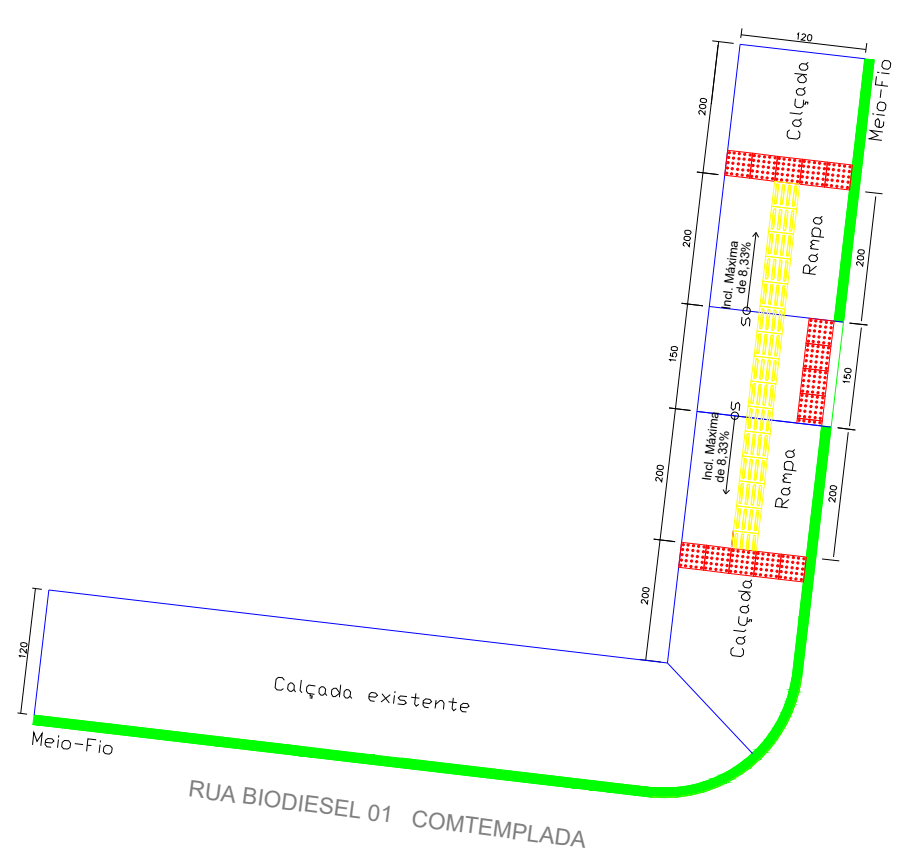 120
Calçada
Meio-Fio
200
200
Rampa
200
Incl. Máxima
de 8,33%
S
150
150
S
Incl. Máxima
de 8,33%
Rampa
200
200
200
Calçada
120
Calçada existente
Meio-Fio
RUA BIODIESEL 01 COMTEMPLADA